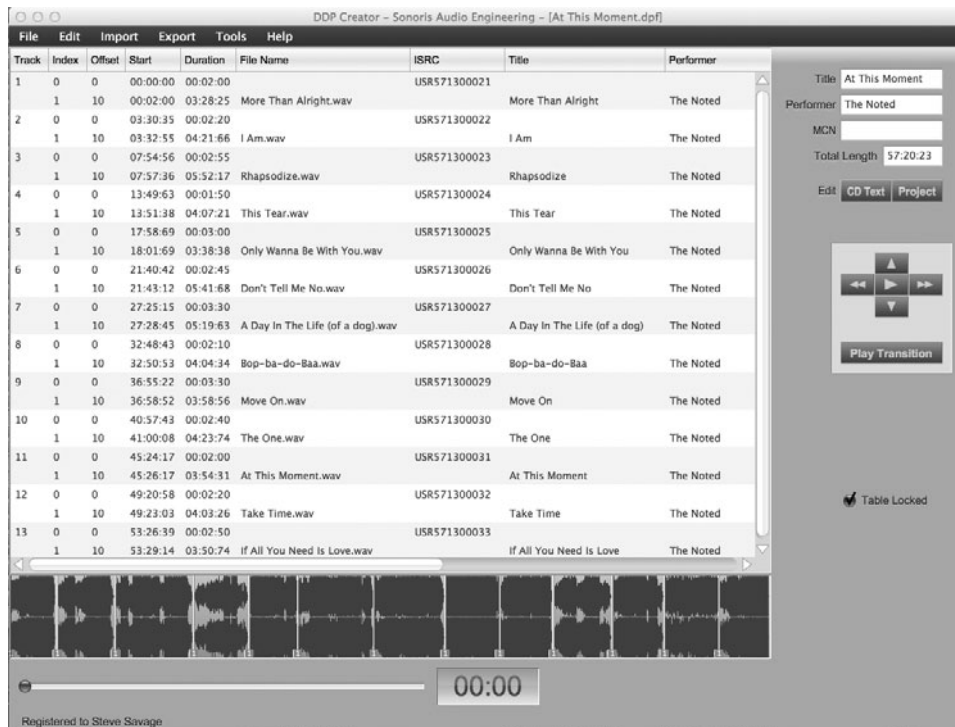 DDP Creator – Sonoris Audio Engineering – [At This Moment.dpf]
File Edit Import Export Tools Help
Track Index Offset Start Duration File Name ISRC Title Performer
1 0 0 00:00:00 00:02:00 USR571300021
1 10 00:02:00 03:28:25 More Than Alright.wav More Than Alright The Noted
2 0 0 03:30:35 00:02:20 USR571300022
1 10 03:32:55 04:21:66 I Am.wav I Am The Noted
3 0 0 07:54:56 00:02:55 USR571300023
1 10 07:57:36 05:52:17 Rhapsodize.wav Rhapsodize The Noted
4 0 0 13:49:63 00:01:50 USR571300024
1 10 13:51:38 04:07:21 This Tear.wav This Tear The Noted
5 0 0 17:58:69 00:03:00 USR571300025
1 10 18:01:69 03:38:38 Only Wanna Be With You.wav Only Wanna Be With You The Noted
6 0 0 21:40:42 00:02:45 USR571300026
1 10 21:43:12 05:41:68 Don't Tell Me No.wav Don't Tell Me No The Noted
7 0 0 27:25:15 00:03:30 USR571300027
1 10 27:28:45 05:19:63 A Day In The Life (of a dog).wav A Day In The Life (of a dog) The Noted
8 0 0 32:48:43 00:02:10 USR571300028
1 10 32:50:53 04:04:34 Bop-ba-do-Baa.wav Bop-ba-do-Baa The Noted
9 0 0 36:55:22 00:03:30 USR571300029
1 10 36:58:52 03:58:56 Move On.wav Move On The Noted
10 0 0 40:57:43 00:02:40 USR571300030
1 10 41:00:08 04:23:74 The One.wav The One The Noted
11 0 0 45:24:17 00:02:00 USR571300031
1 10 45:26:17 03:54:31 At This Moment.wav At This Moment The Noted
12 0 0 49:20:58 00:02:20 USR571300032
1 10 49:23:03 04:03:26 Take Time.wav Take Time The Noted
13 0 0 53:26:39 00:02:50 USR571300033
1 10 53:29:14 03:50:74 If All You Need Is Love.wav If All You Need Is Love The Noted
Title At This Moment
Performer The Noted
MCN
Total Length 57:20:23
Edit CD Text Project
Play Transition
Table Locked
00:00
Registered to Steve Savage